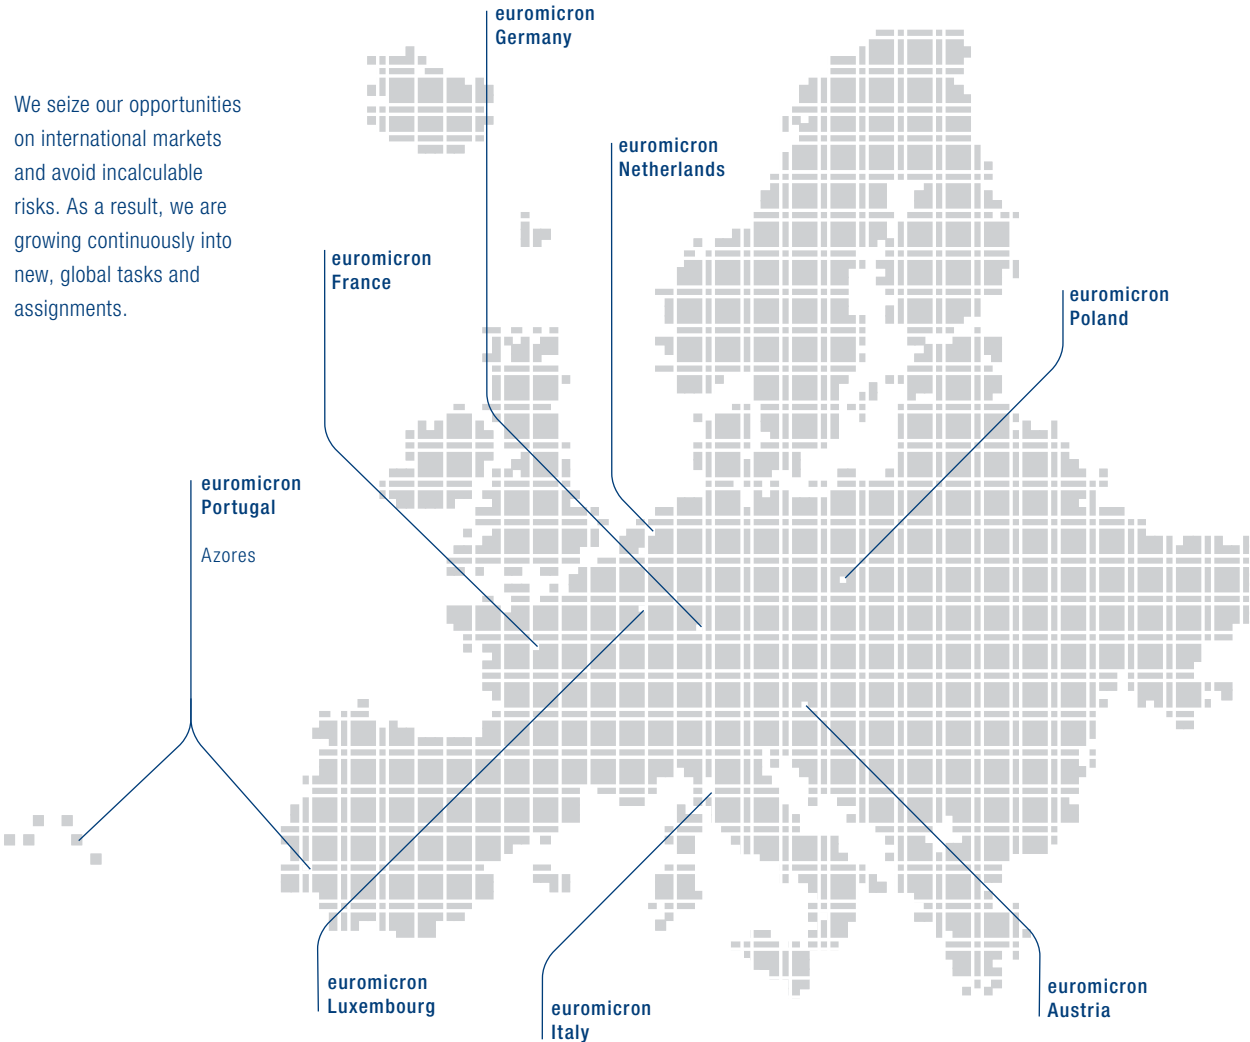 We seize our opportunities
on international markets
and avoid incalculable
risks. As a result, we are
growing continuously into
new, global tasks and
assignments.
euromicron
Germany
euromicron
Netherlands
euromicron
France
euromicron
Poland
euromicron
Portugal
Azores
euromicron
Luxembourg
euromicron
Italy
euromicron
Austria